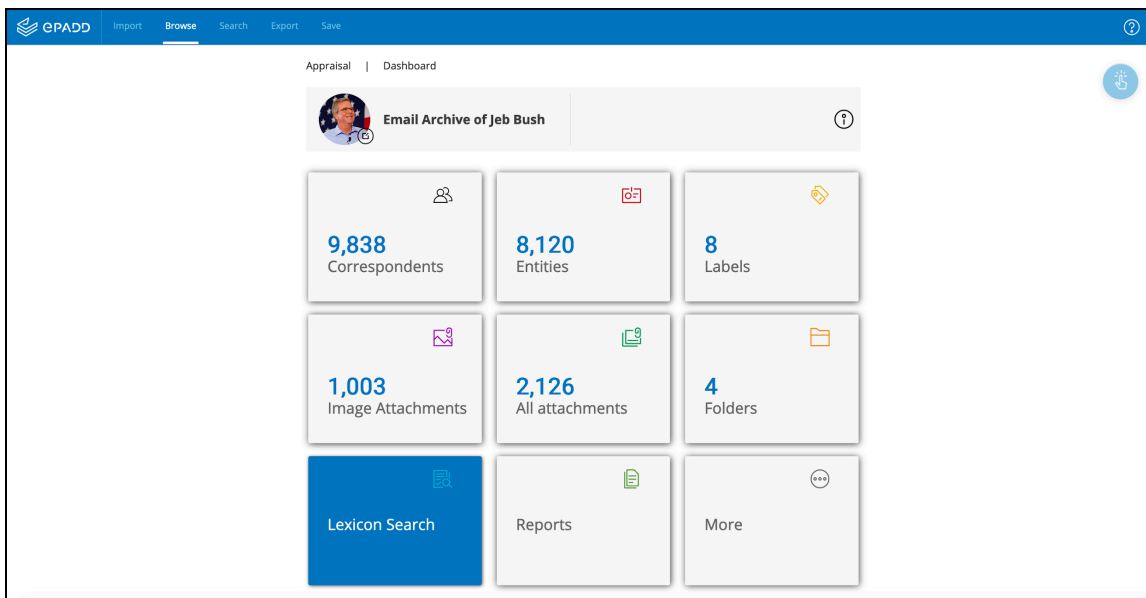 ePADD Import Browse Search Export Save ?
Appraisal | Dashboard
Email Archive of Jeb Bush
9,838
Correspondents
8,120
Entities
8
Labels
1,003
Image Attachments
2,126
All attachments
4
Folders
Lexicon Search
Reports
More